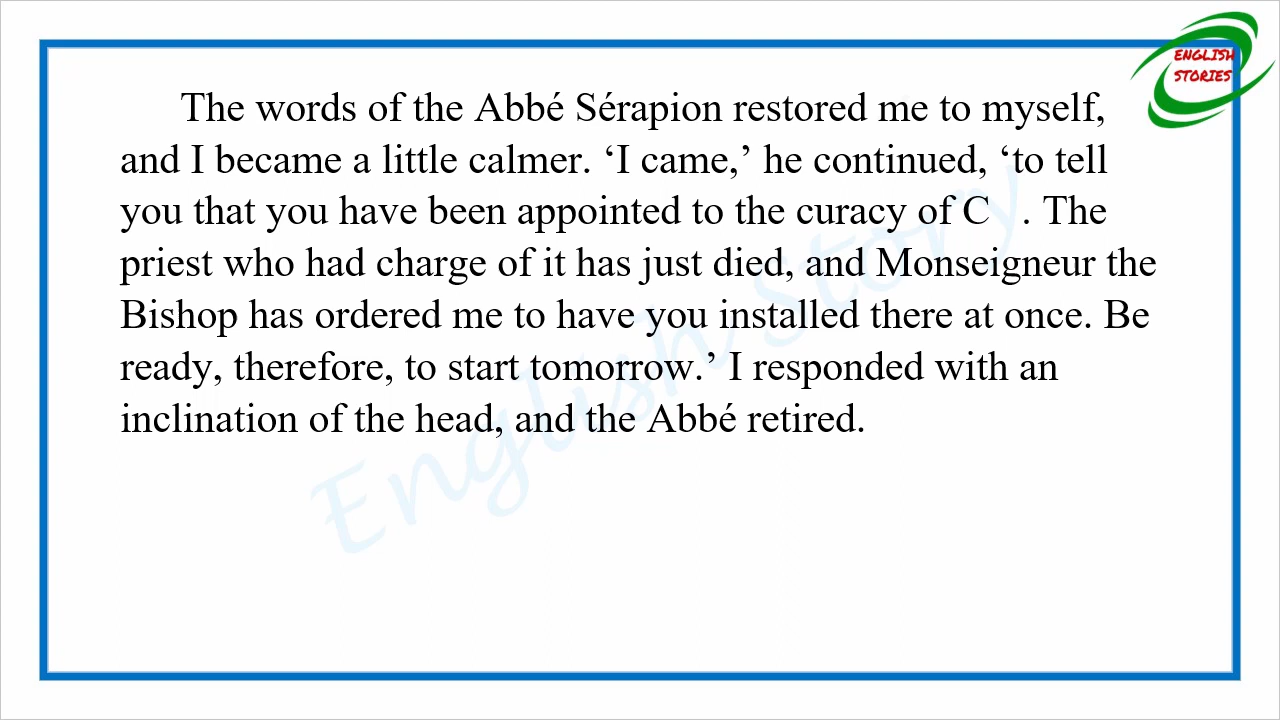 ENGLISH
STORIES
The words of the Abbé Sérapion restored me to myself,
and I became a little calmer. ‘I came,’ he continued, ‘to tell
you that you have been appointed to the curacy of C   . The
priest who had charge of it has just died, and Monseigneur the
Bishop has ordered me to have you installed there at once. Be
ready, therefore, to start tomorrow.’ I responded with an
inclination of the head, and the Abbé retired.
English Story